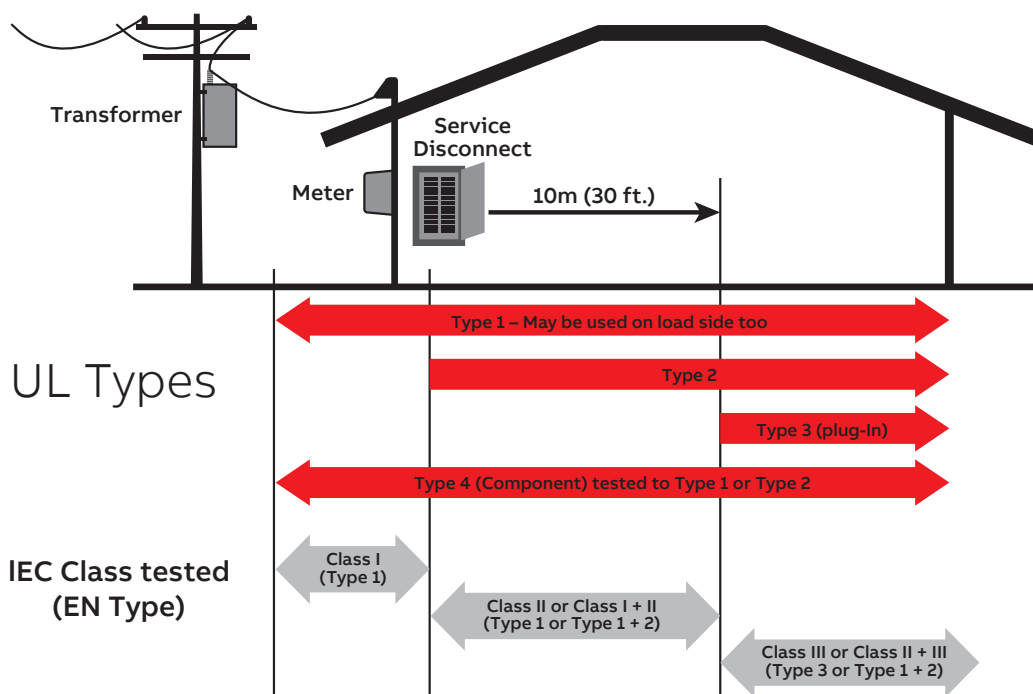 Transformer
Service
Disconnect
Meter
10m (30 ft.)
UL Types
Type 1 – May be used on load side too
Type 2
Type 3 (plug-In)
Type 4 (Component) tested to Type 1 or Type 2
IEC Class tested
(EN Type)
Class I
(Type 1)
Class II or Class I + II
(Type 1 or Type 1 + 2)
Class III or Class II + III
(Type 3 or Type 1 + 2)